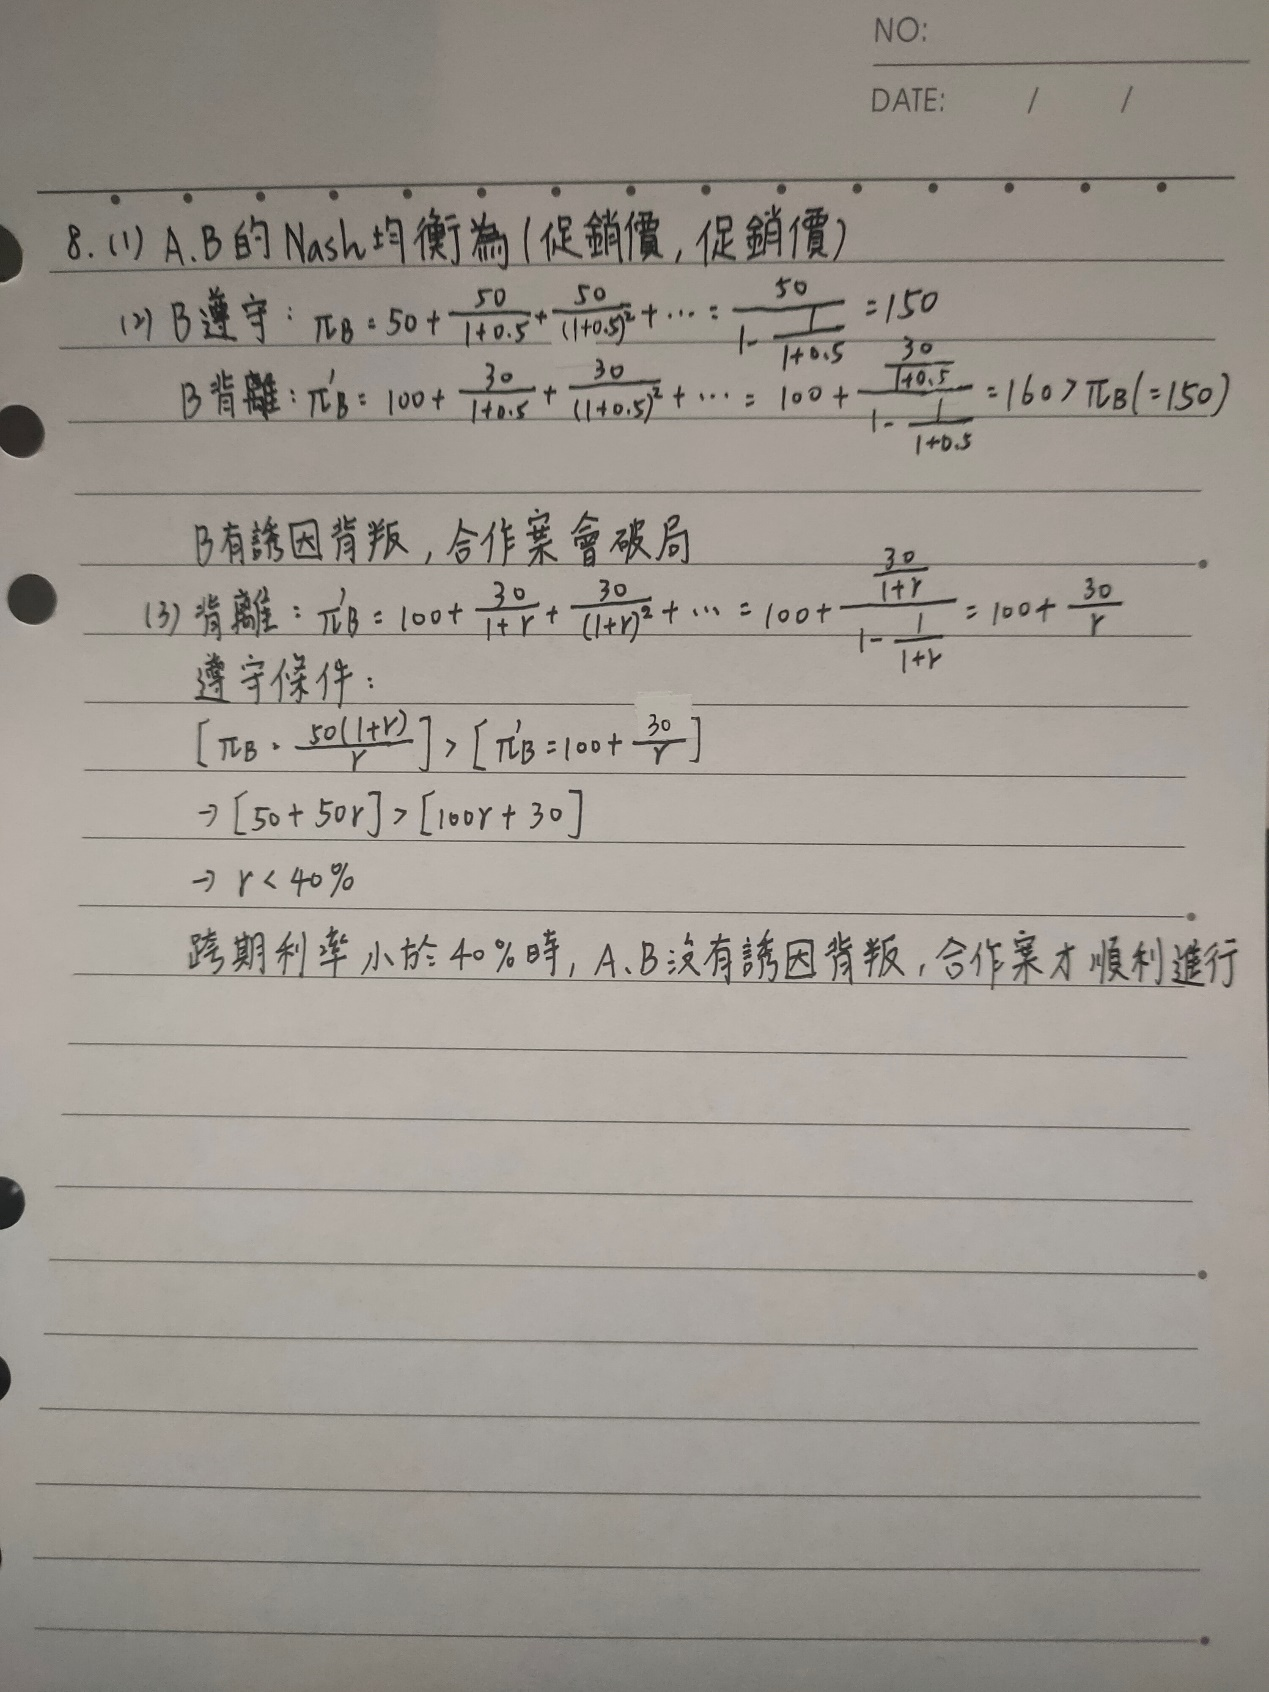 NO:
DATE: / /
8. (1) A.B 的 Nash 均衡為 (促銷價, 促銷價)
(2) B遵守: πB = 50 + 50/(1+0.5) + 50/(1+0.5)² + ⋯ = 50/(1 - 1/(1+0.5)) = 150
B背離: π'B = 100 + 30/(1+0.5) + 30/(1+0.5)² + ⋯ = 100 + (30/(1+0.5))/(1 - 1/(1+0.5)) = 160 > πB (=150)
B有誘因背叛, 合作案會破局
(3) 背離: π'B = 100 + 30/(1+r) + 30/(1+r)² + ⋯ = 100 + (30/(1+r))/(1 - 1/(1+r)) = 100 + 30/r
遵守條件:
[πB = 50(1+r)/r] > [π'B = 100 + 30/r]
→ [50 + 50r] > [100r + 30]
→ r < 40%
跨期利率小於40%時, A、B沒有誘因背叛, 合作案才順利進行